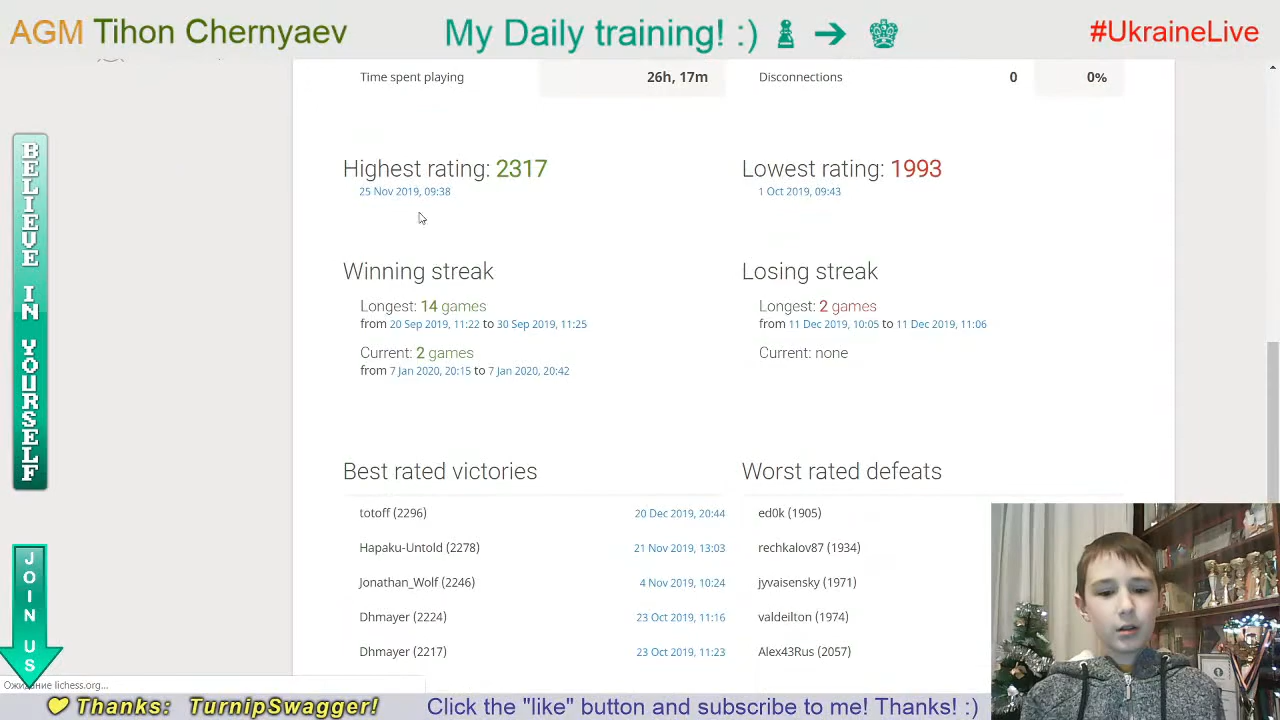 AGM Tihon Chernyaev
My Daily training! :)
#UkraineLive
Time spent playing 26h, 17m
Disconnections 0 0%
Highest rating: 2317
25 Nov 2019, 09:38
Lowest rating: 1993
1 Oct 2019, 09:43
Winning streak
Longest: 14 games
from 20 Sep 2019, 11:22 to 30 Sep 2019, 11:25
Current: 2 games
from 7 Jan 2020, 20:15 to 7 Jan 2020, 20:42
Losing streak
Longest: 2 games
from 11 Dec 2019, 10:05 to 11 Dec 2019, 11:06
Current: none
Best rated victories
totoff (2296) 20 Dec 2019, 20:44
Hapaku-Untold (2278) 21 Nov 2019, 13:03
Jonathan_Wolf (2246) 4 Nov 2019, 10:24
Dhmayer (2224) 23 Oct 2019, 11:16
Dhmayer (2217) 23 Oct 2019, 11:23
Worst rated defeats
ed0k (1905)
rechkalov87 (1934)
jyvaisensky (1971)
valdeilton (1974)
Alex43Rus (2057)
BELIEVE IN YOURSELF
JOIN US
Ожидание lichess.org...
Thanks: TurnipSwagger!
Click the "like" button and subscribe to me! Thanks! :)